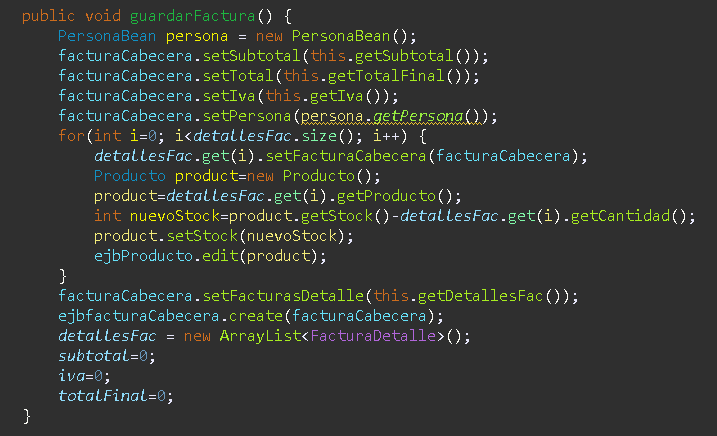 public void guardarFactura() {
PersonaBean persona = new PersonaBean();
facturaCabecera.setSubtotal(this.getSubtotal());
facturaCabecera.setTotal(this.getTotalFinal());
facturaCabecera.setIva(this.getIva());
facturaCabecera.setPersona(persona.getPersona());
for(int i=0; i<detallesFac.size(); i++) {
detallesFac.get(i).setFacturaCabecera(facturaCabecera);
Producto product=new Producto();
product=detallesFac.get(i).getProducto();
int nuevoStock=product.getStock()-detallesFac.get(i).getCantidad();
product.setStock(nuevoStock);
ejbProducto.edit(product);
}
facturaCabecera.setFacturasDetalle(this.getDetallesFac());
ejbfacturaCabecera.create(facturaCabecera);
detallesFac = new ArrayList<FacturaDetalle>();
subtotal=0;
iva=0;
totalFinal=0;
}